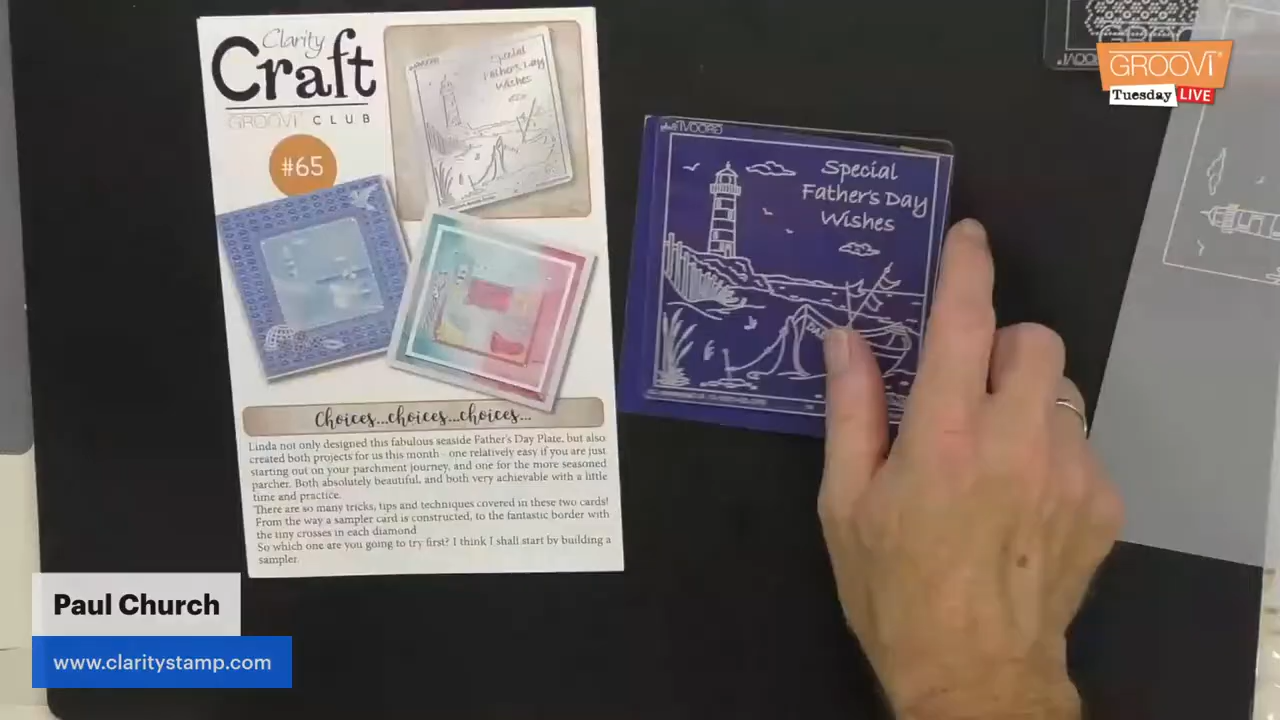 Clarity
Craft
GROOVI CLUB
#65
Special
Father's Day
Wishes
Choices...choices...choices...
Linda not only designed this fabulous seaside Father's Day Plate, but also
created both projects for us this month - one relatively easy if you are just
starting out on your parchment journey, and one for the more seasoned
parcher. Both absolutely beautiful, and both very achievable with a little
time and practice.
There are so many tricks, tips and techniques covered in these two cards!
From the way a sampler card is constructed, to the fantastic border with
the tiny crosses in each diamond
So which one are you going to try first? I think I shall start by building a
sampler.
Special
Father's Day
Wishes
GROOVI
Tuesday LIVE
Paul Church
www.claritystamp.com